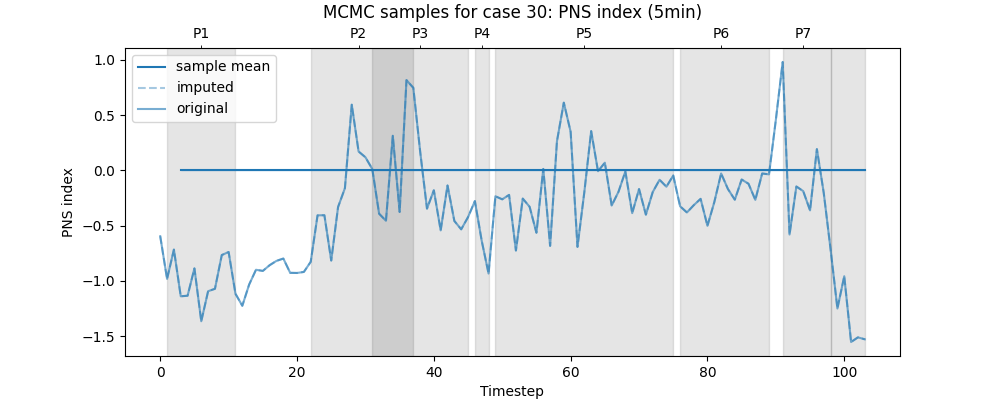 MCMC samples for case 30: PNS index (5min)
P1 P2 P3 P4 P5 P6 P7
sample mean
imputed
original
1.0
0.5
0.0
−0.5
−1.0
−1.5
PNS index
0 20 40 60 80 100
Timestep